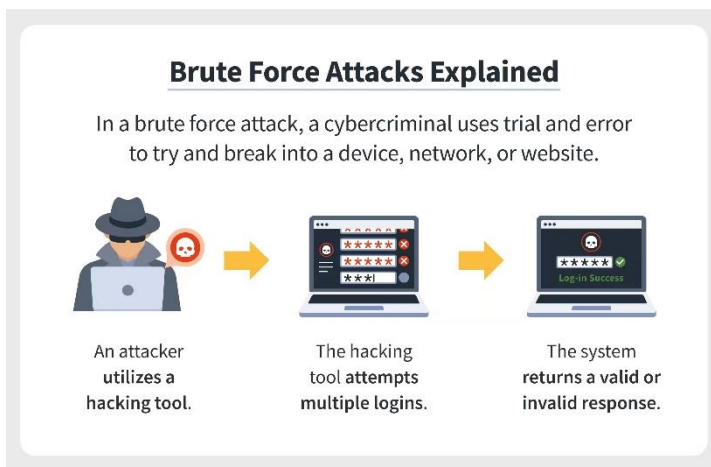 Brute Force Attacks Explained
In a brute force attack, a cybercriminal uses trial and error
to try and break into a device, network, or website.
*****
*****
***
*****
Log-in Success
An attacker
utilizes a
hacking tool.
The hacking
tool attempts
multiple logins.
The system
returns a valid or
invalid response.